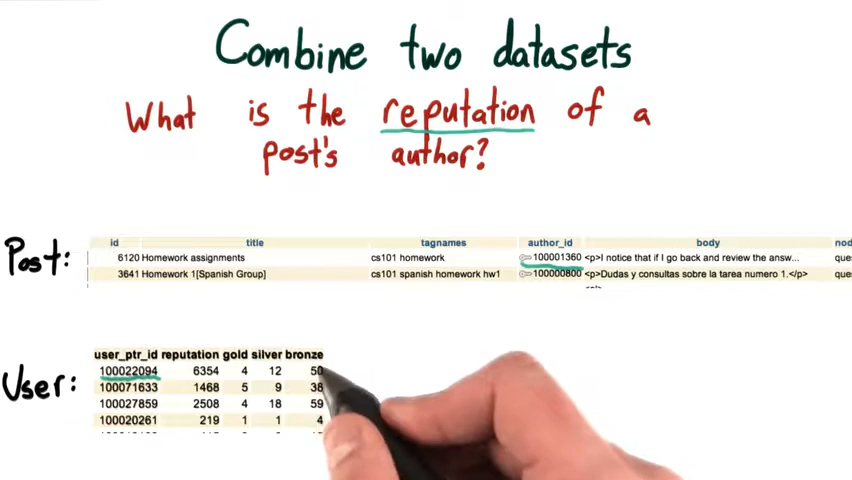 Combine two datasets
What is the reputation of a
post's author?
Post:
id title tagnames author_id body
6120 Homework assignments cs101 homework 100001360 <p>I notice that if I go back and review the answ... ques
3641 Homework 1[Spanish Group] cs101 spanish homework hw1 100000800 <p>Dudas y consultas sobre la tarea numero 1.</p> ques
User:
user_ptr_id reputation gold silver bronze
100022094 6354 4 12 50
100071633 1468 5 9 38
100027859 2508 4 18 59
100020261 219 1 1 4